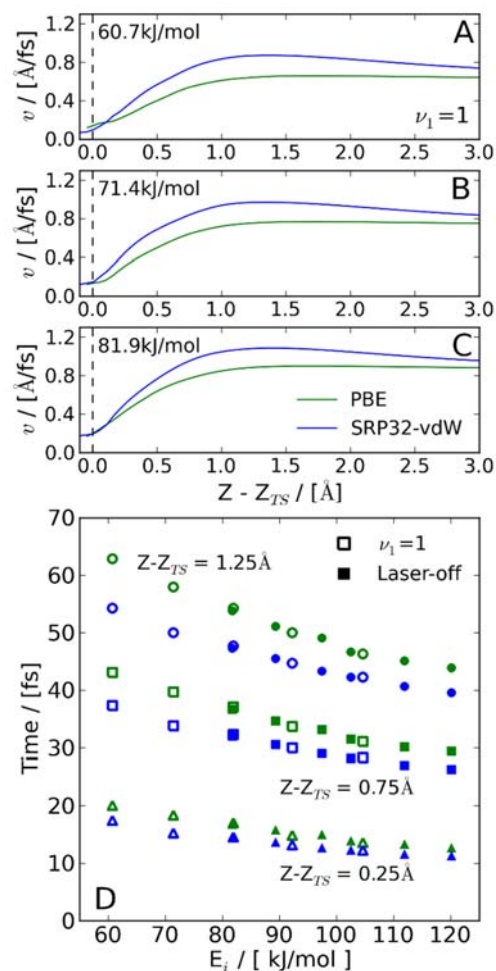 1.2
60.7kJ/mol
A
0.8
0.4
ν₁=1
0.0
v / [Å/fs]
0.0 0.5 1.0 1.5 2.0 2.5 3.0
1.2
71.4kJ/mol
B
0.8
0.4
0.0
v / [Å/fs]
0.0 0.5 1.0 1.5 2.0 2.5 3.0
1.2
81.9kJ/mol
C
0.8
0.4
PBE
SRP32-vdW
0.0
v / [Å/fs]
0.0 0.5 1.0 1.5 2.0 2.5 3.0
Z - Z_TS / [Å]
70
60
50
40
30
20
10
0
Time / [fs]
Z-Z_TS = 1.25Å
ν₁=1
Laser-off
Z-Z_TS = 0.75Å
Z-Z_TS = 0.25Å
D
60 70 80 90 100 110 120
E_i / [ kJ/mol]